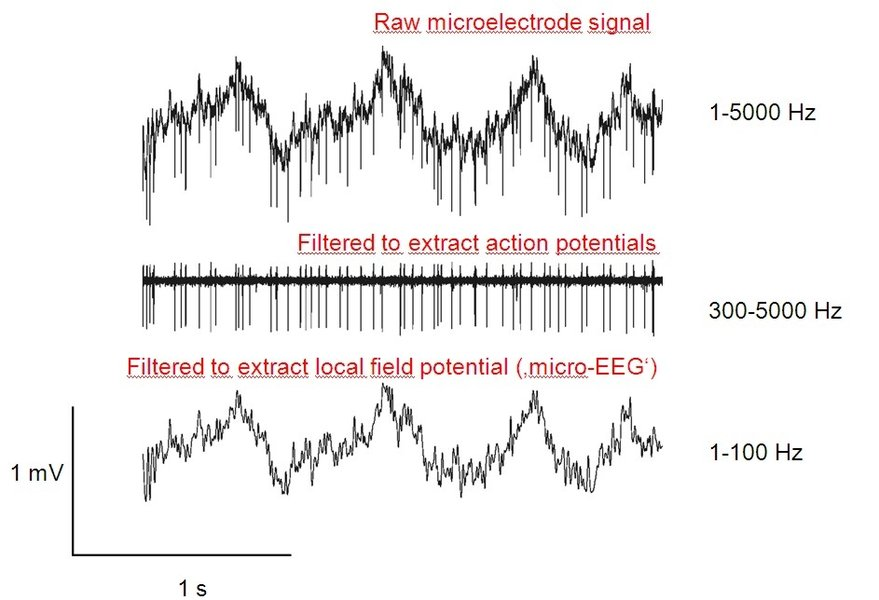 Raw microelectrode signal
1-5000 Hz
Filtered to extract action potentials
300-5000 Hz
Filtered to extract local field potential (‚micro-EEG‘)
1-100 Hz
1 mV
1 s